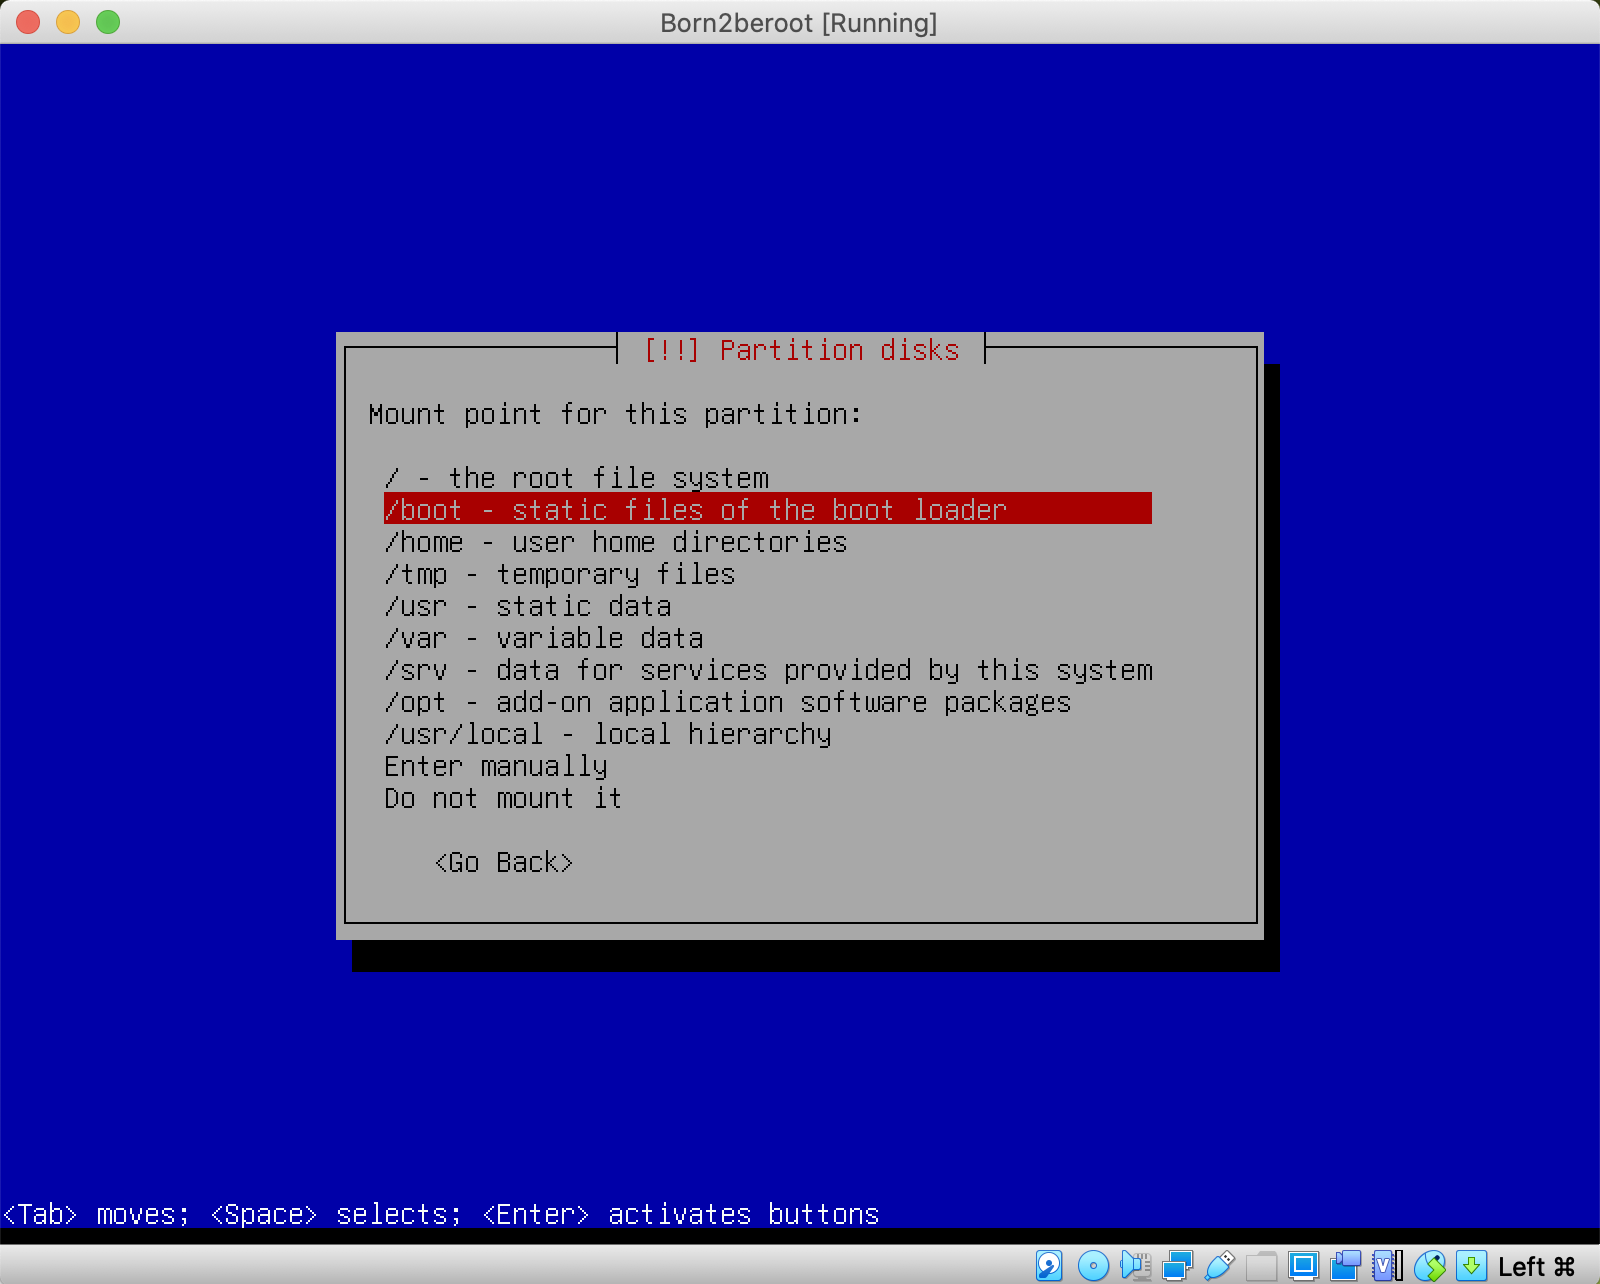 Born2beroot [Running]
[!!] Partition disks
Mount point for this partition:
/ - the root file system
/boot - static files of the boot loader
/home - user home directories
/tmp - temporary files
/usr - static data
/var - variable data
/srv - data for services provided by this system
/opt - add-on application software packages
/usr/local - local hierarchy
Enter manually
Do not mount it
<Go Back>
<Tab> moves; <Space> selects; <Enter> activates buttons
Left ⌘